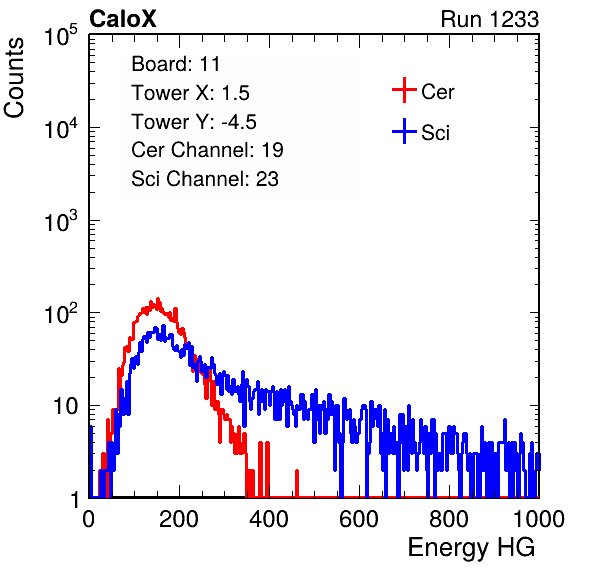 CaloX Run 1233
Counts
Board: 11
Tower X: 1.5
Tower Y: -4.5
Cer Channel: 19
Sci Channel: 23
Cer
Sci
10^5
10^4
10^3
10^2
10
1
0 200 400 600 800 1000
Energy HG